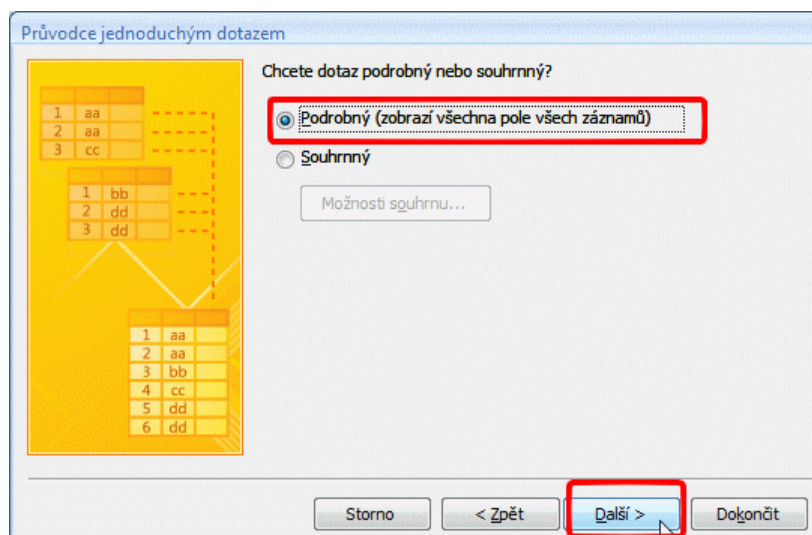 Průvodce jednoduchým dotazem
Chcete dotaz podrobný nebo souhrnný?
Podrobný (zobrazí všechna pole všech záznamů)
Souhrnný
Možnosti souhrnu...
1 aa
2 aa
3 cc
1 bb
2 dd
3 dd
1 aa
2 aa
3 bb
4 cc
5 dd
6 dd
Storno
< Zpět
Další >
Dokončit